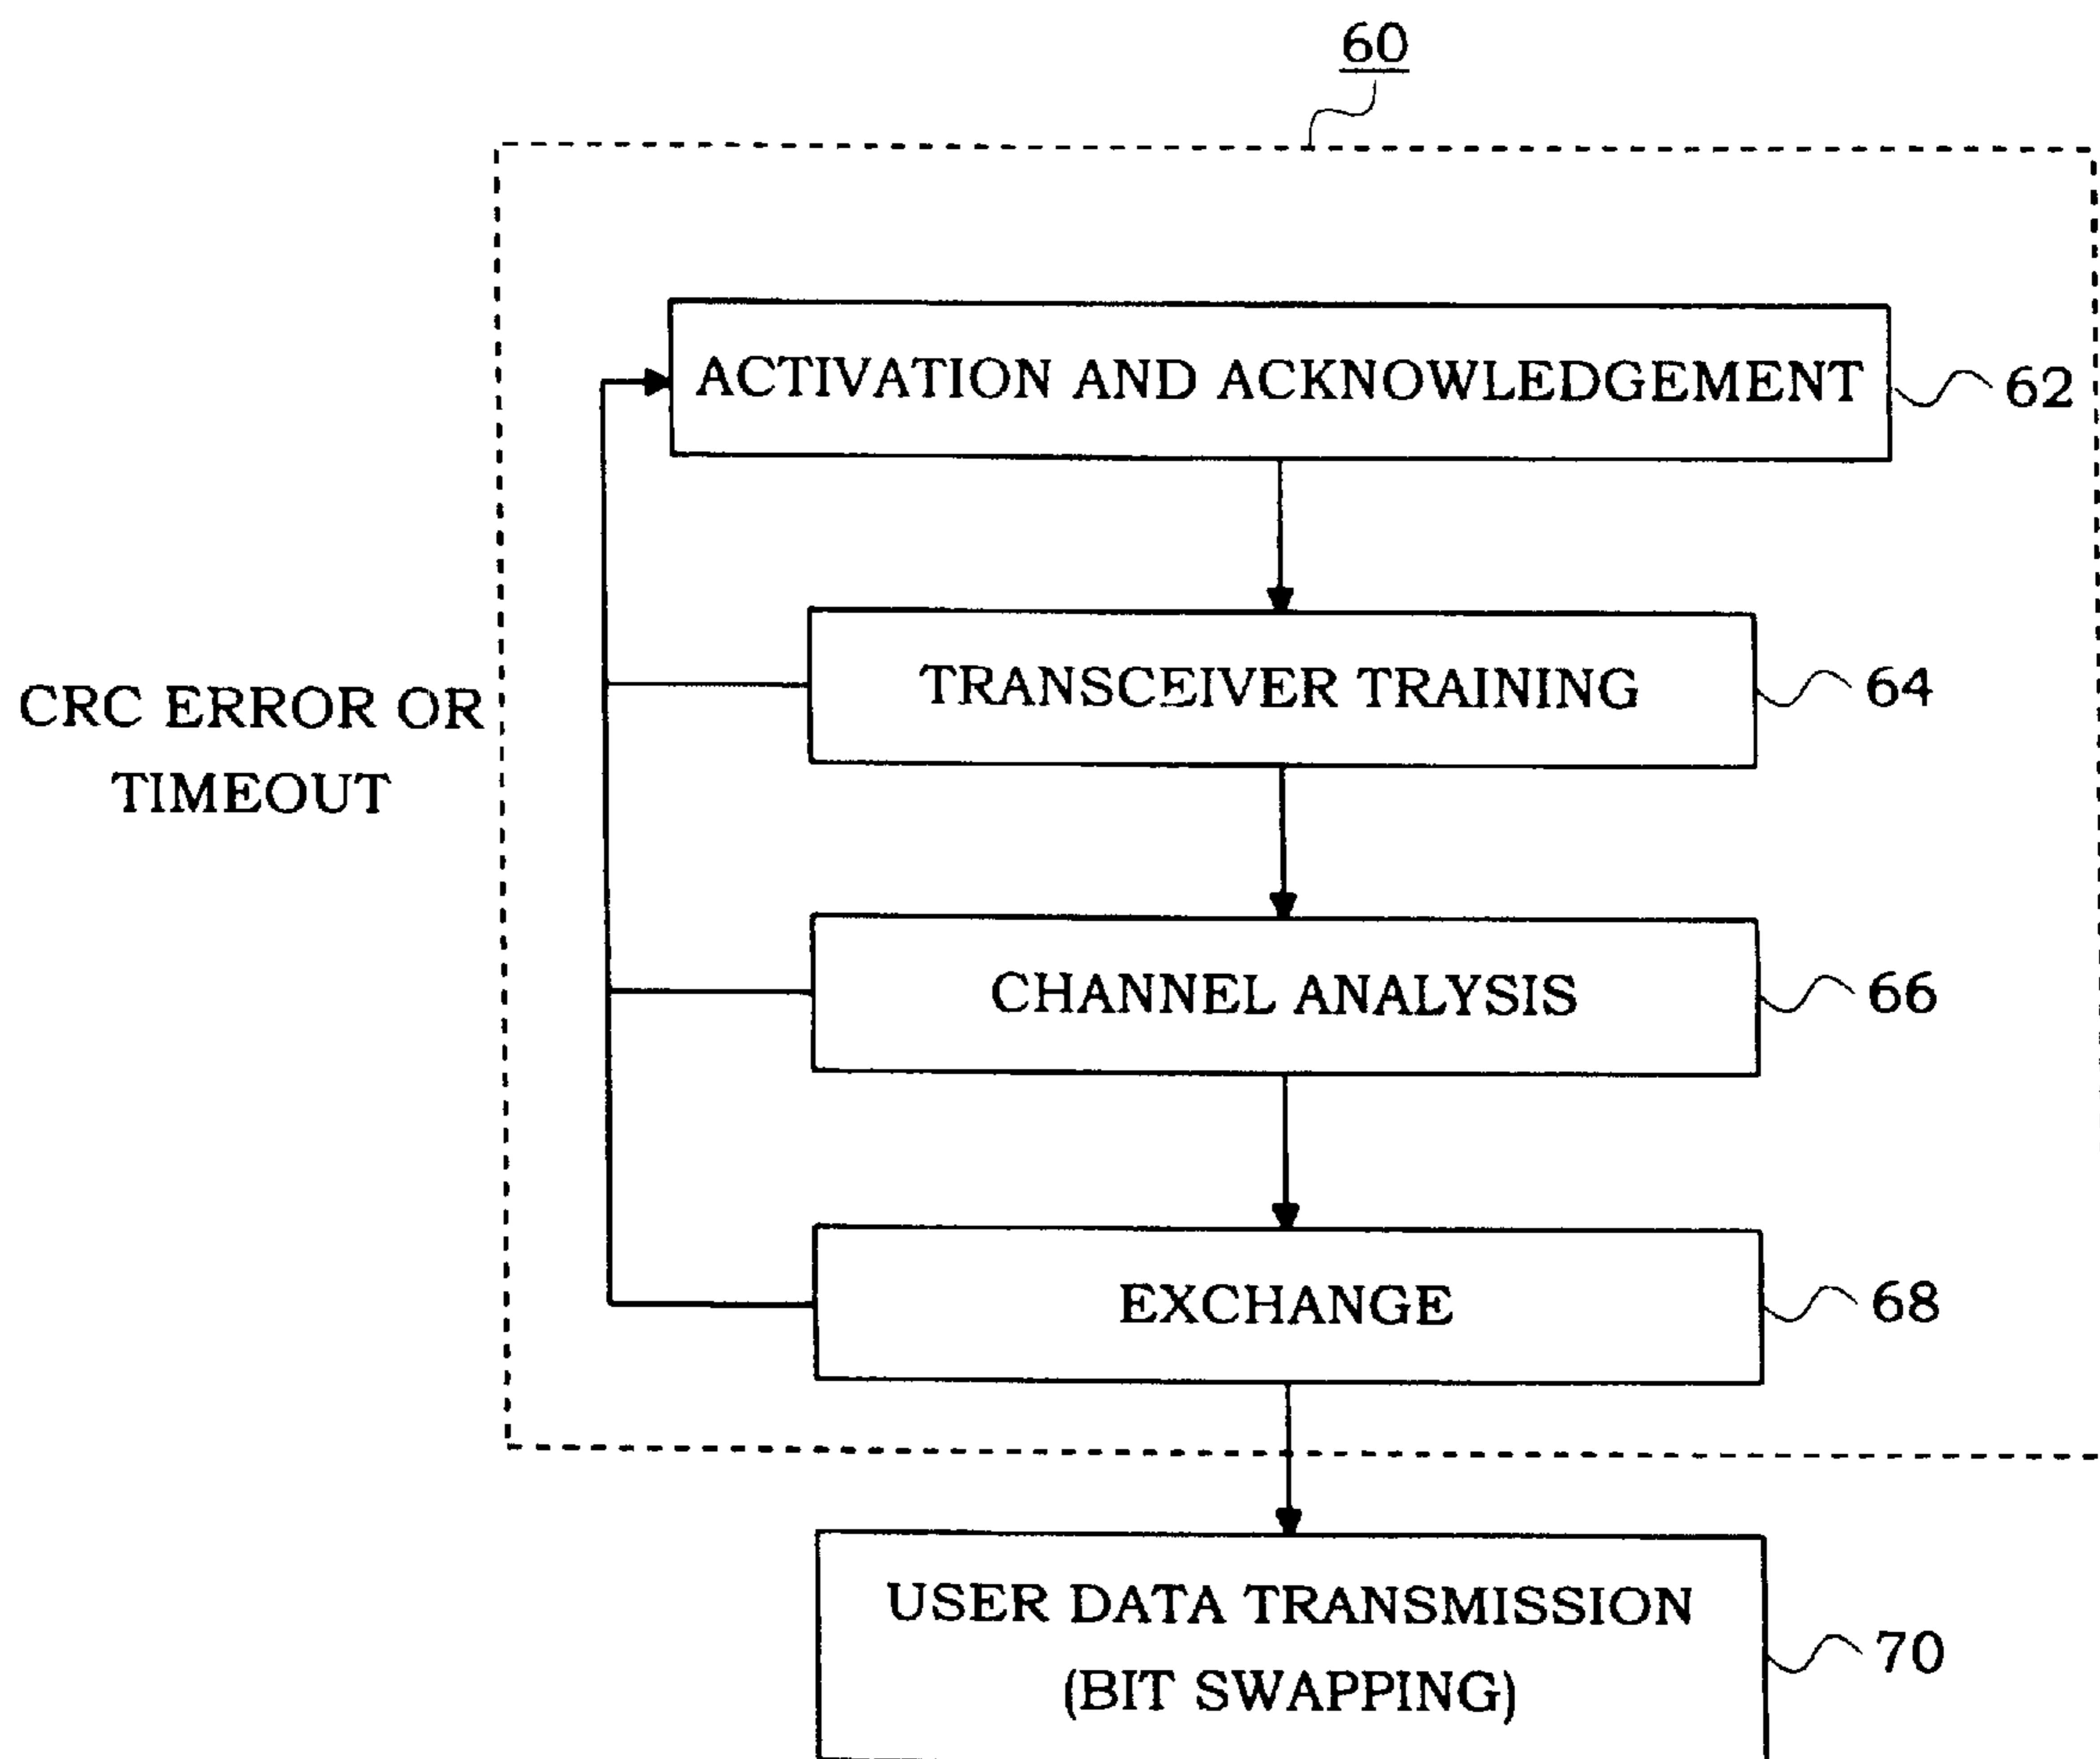 60
ACTIVATION AND ACKNOWLEDGEMENT
62
TRANSCEIVER TRAINING
64
CRC ERROR OR
TIMEOUT
CHANNEL ANALYSIS
66
EXCHANGE
68
USER DATA TRANSMISSION
(BIT SWAPPING)
70